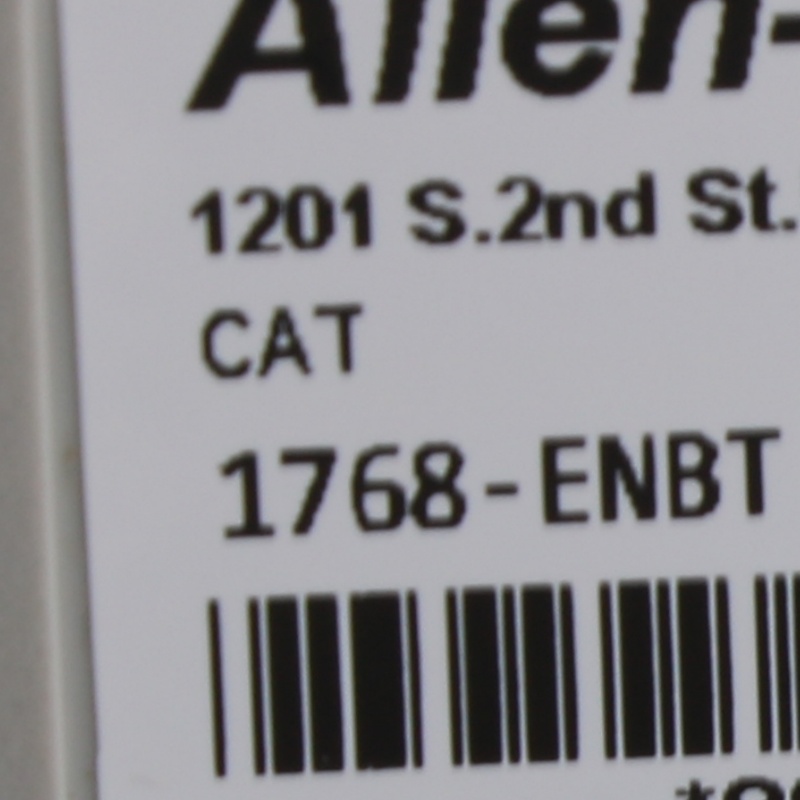 Allen-
1201 S.2nd St.
CAT
1768-ENBT